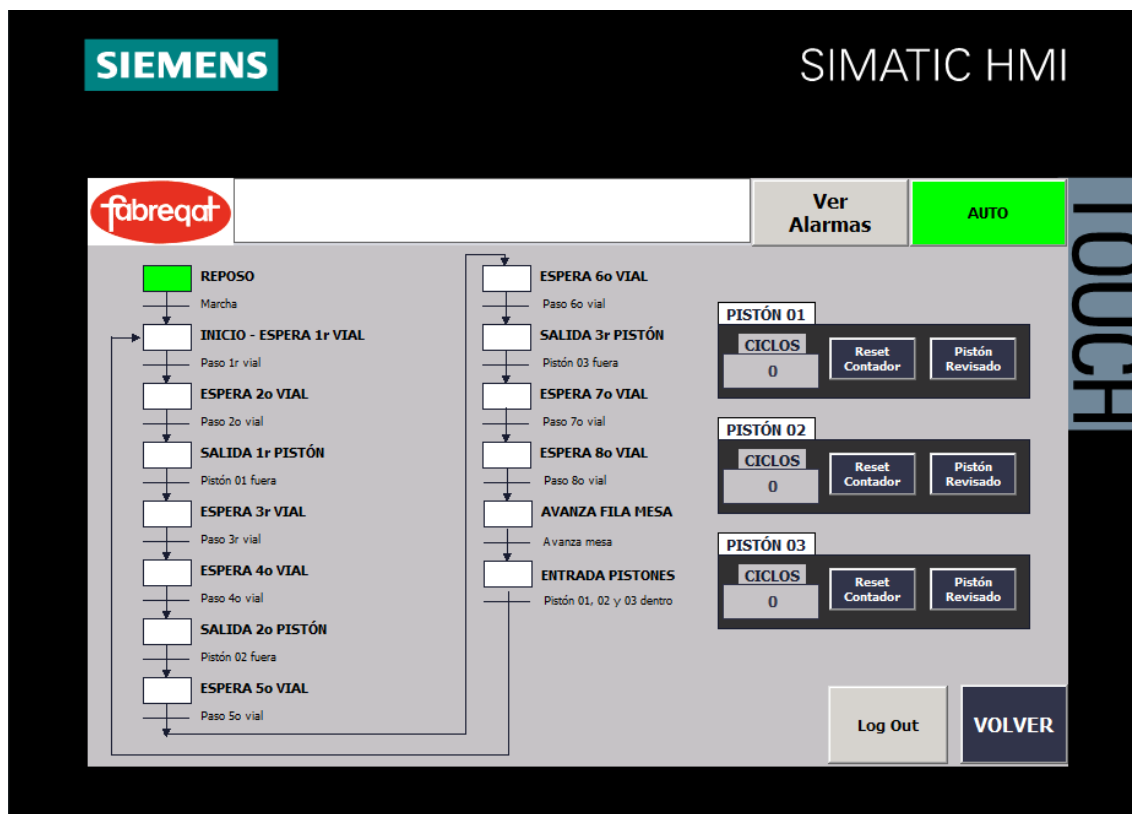 SIEMENS
SIMATIC HMI
TOUCH
fabregat
Ver
Alarmas
AUTO
REPOSO
Marcha
INICIO - ESPERA 1r VIAL
Paso 1r vial
ESPERA 2o VIAL
Paso 2o vial
SALIDA 1r PISTÓN
Pistón 01 fuera
ESPERA 3r VIAL
Paso 3r vial
ESPERA 4o VIAL
Paso 4o vial
SALIDA 2o PISTÓN
Pistón 02 fuera
ESPERA 5o VIAL
Paso 5o vial
ESPERA 6o VIAL
Paso 6o vial
SALIDA 3r PISTÓN
Pistón 03 fuera
ESPERA 7o VIAL
Paso 7o vial
ESPERA 8o VIAL
Paso 8o vial
AVANZA FILA MESA
Avanza mesa
ENTRADA PISTONES
Pistón 01, 02 y 03 dentro
PISTÓN 01
CICLOS
0
Reset
Contador
Pistón
Revisado
PISTÓN 02
CICLOS
0
Reset
Contador
Pistón
Revisado
PISTÓN 03
CICLOS
0
Reset
Contador
Pistón
Revisado
Log Out
VOLVER